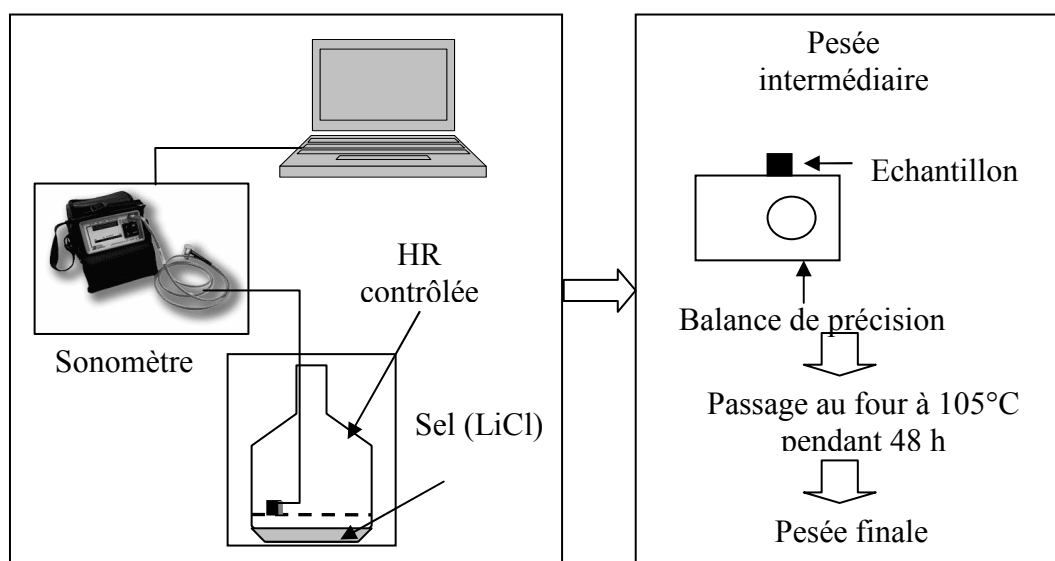 HR
contrôlée
Sonomètre
Sel (LiCl)
Pesée
intermédiaire
Echantillon
Balance de précision
Passage au four à 105°C
pendant 48 h
Pesée finale